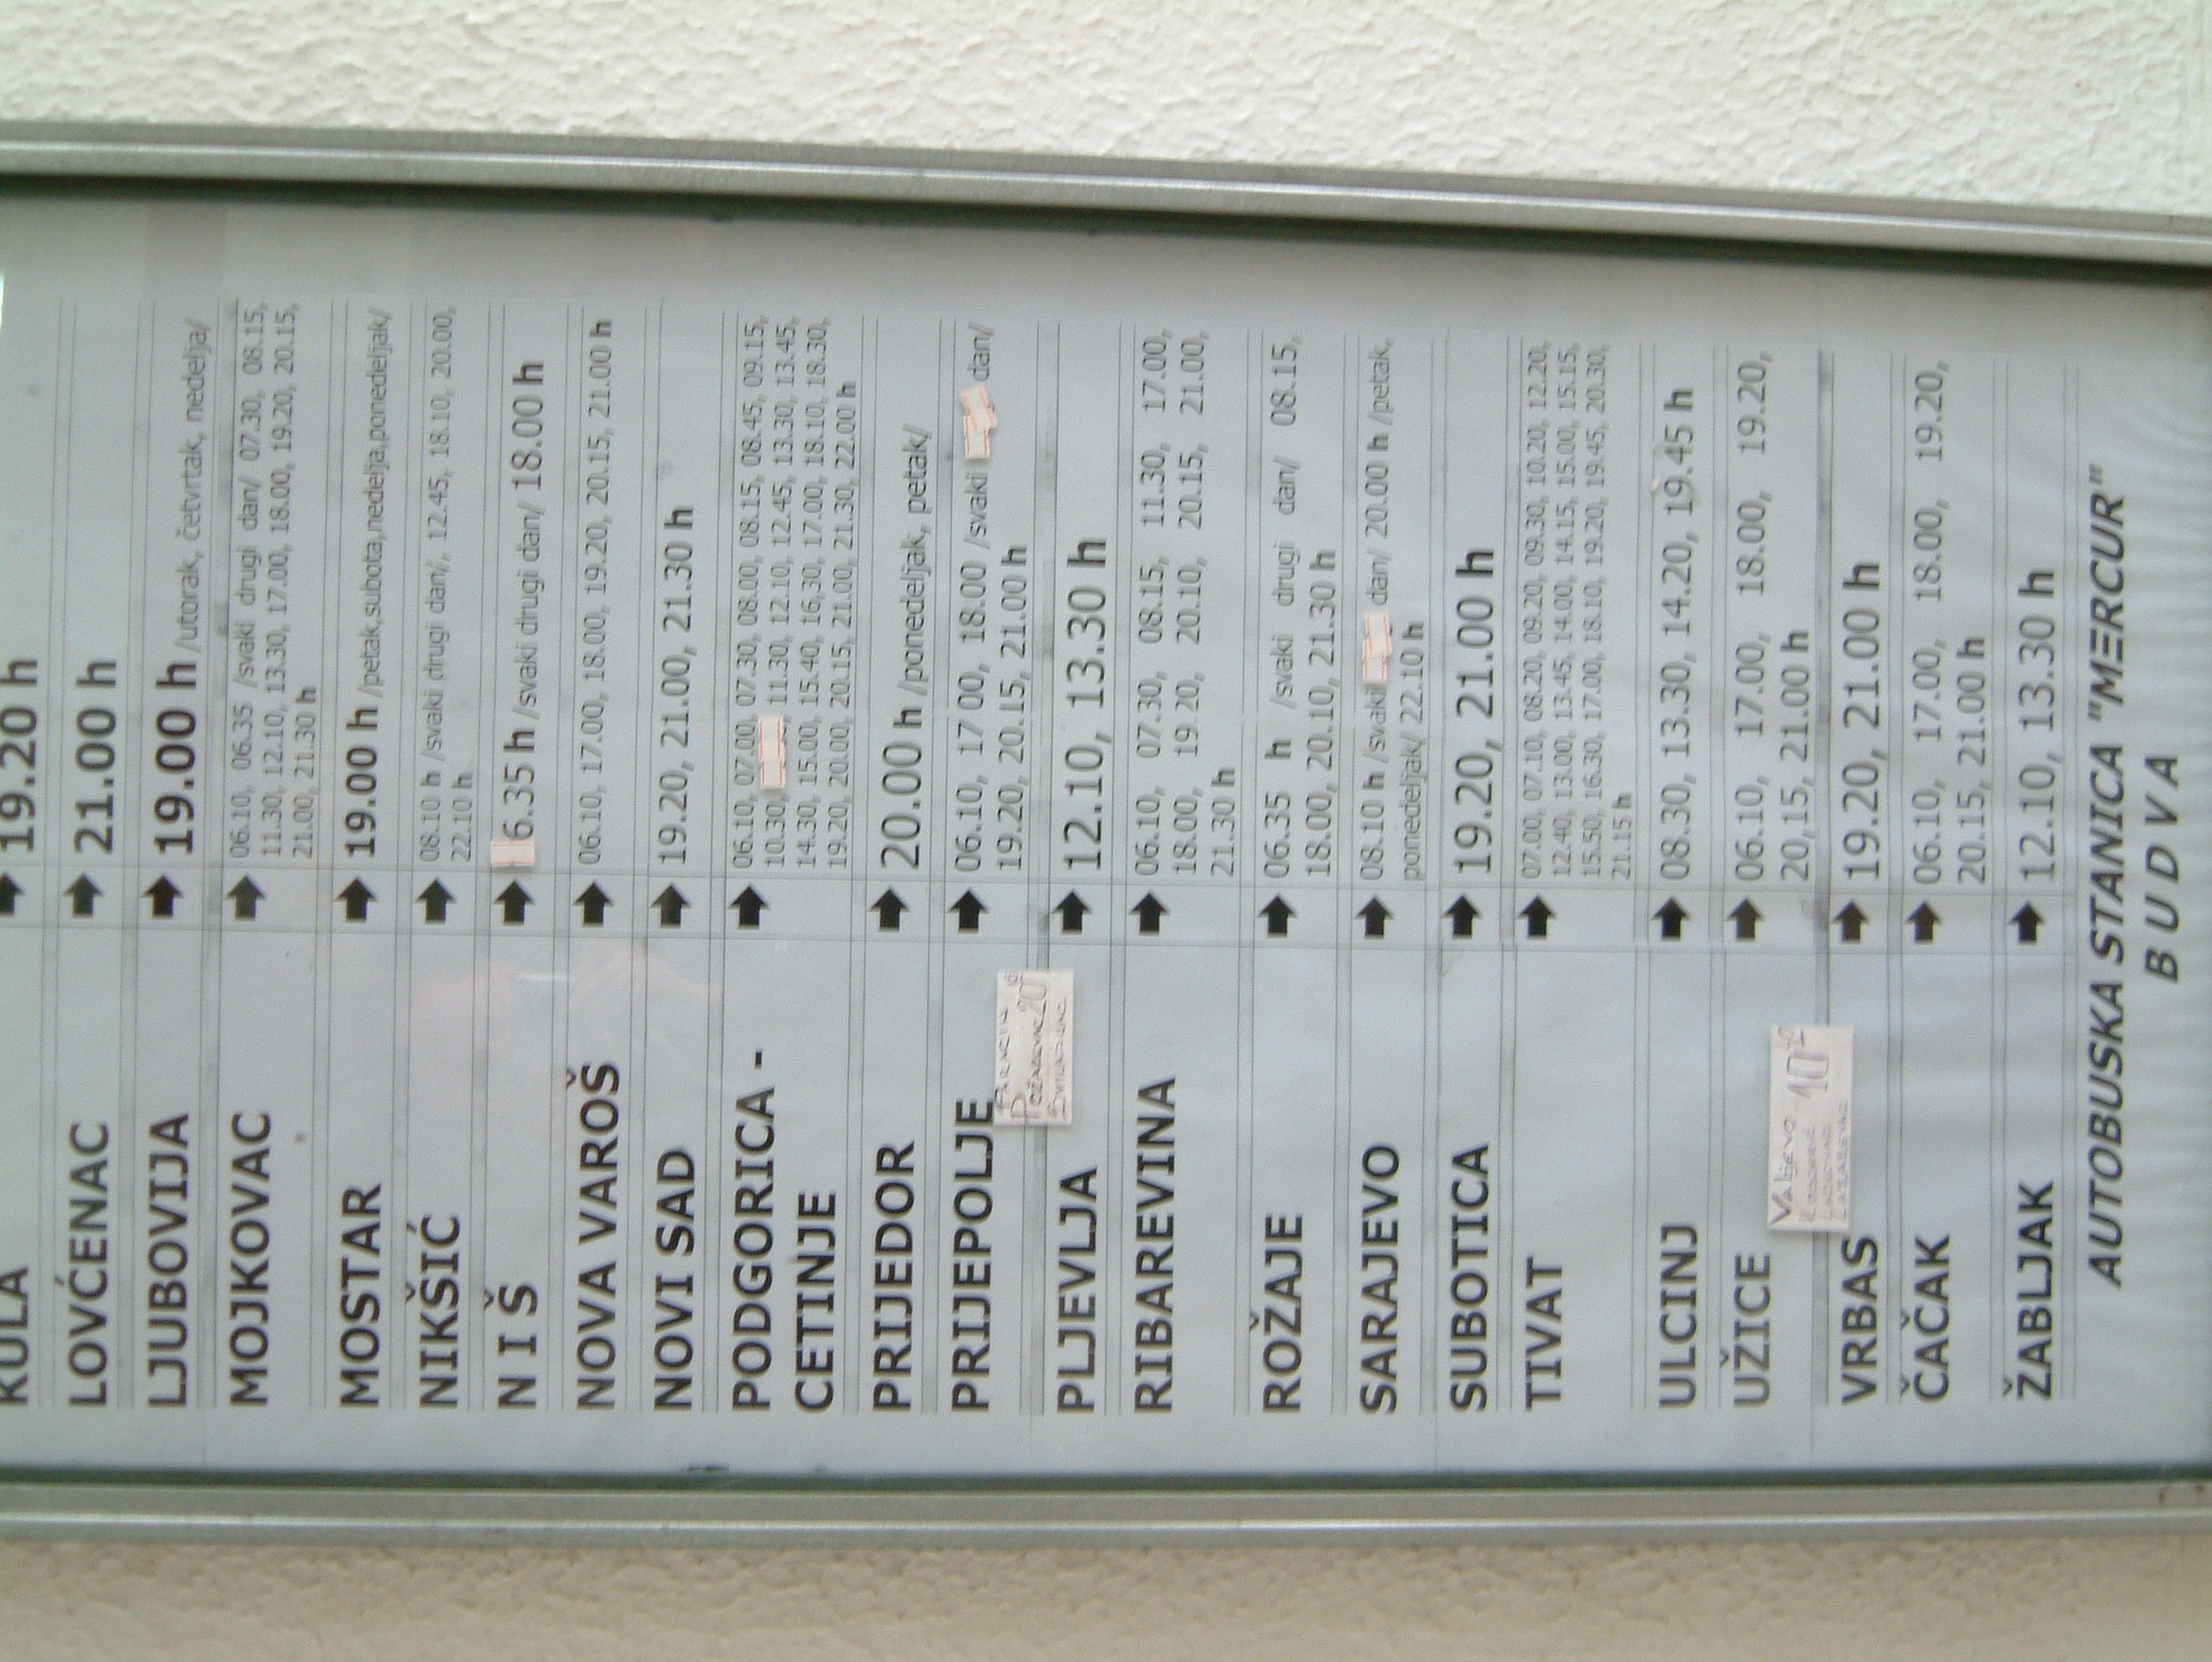 KULA 19.20 h
LOVĆENAC 21.00 h
LJUBOVIJA 19.00 h /utorak, četvrtak, nedelja/
MOJKOVAC 06.10, 06.35 /svaki drugi dan/ 07.30, 08.15,
11.30, 12.10, 13.30, 17.00, 18.00, 19.20, 20.15,
21.00, 21.30 h
MOSTAR 19.00 h /petak,subota,nedelja,ponedeljak/
NIKŠIĆ 08.10 h /svaki drugi dan/, 12.45, 18.10, 20.00,
22.10 h
N I Š 6.35 h /svaki drugi dan/ 18.00 h
NOVA VAROŠ 06.10, 17.00, 18.00, 19.20, 20.15, 21.00 h
NOVI SAD 19.20, 21.00, 21.30 h
PODGORICA - 06.10, 07.00, 07.30, 08.00, 08.15, 08.45, 09.15,
CETINJE 10.30, 11.30, 12.10, 12.45, 13.30, 13.45,
14.30, 15.00, 15.40, 16,30, 17.00, 18.10, 18.30,
19.20, 20.00, 20.15, 21.00, 21.30, 22.00 h
PRIJEDOR 20.00 h /ponedeljak, petak/
PRIJEPOLJE 06.10, 17 00, 18.00 /svaki dan/
19.20, 20.15, 21.00 h
20
PLJEVLJA 12.10, 13.30 h
RIBAREVINA 06.10, 07.30, 08.15, 11.30, 17.00,
18.00, 19 20, 20.10, 20.15, 21.00,
21.30 h
ROŽAJE 06.35 h /svaki drugi dan/ 08.15,
18.00, 20.10, 21.30 h
SARAJEVO 08.10 h /svaki dan/ 20.00 h /petak,
ponedeljak/ 22.10 h
SUBOTICA 19.20, 21.00 h
TIVAT 07.00, 07.10, 08.20, 09.20, 09.30, 10.20, 12.20,
12.40, 13.00, 13.45, 14.00, 14.15, 15.00, 15.15,
15.50, 16.30, 17.00, 18.10, 19.20, 19.45, 20.30,
21.15 h
ULCINJ 08.30, 13.30, 14.20, 19.45 h
UŽICE 06.10, 17.00, 18.00, 19.20,
20,15, 21.00 h
Valjevo 10
VRBAS 19.20, 21.00 h
ČAČAK 06.10, 17.00, 18.00, 19.20,
20.15, 21.00 h
ŽABLJAK 12.10, 13.30 h
AUTOBUSKA STANICA "MERCUR"
B U D V A